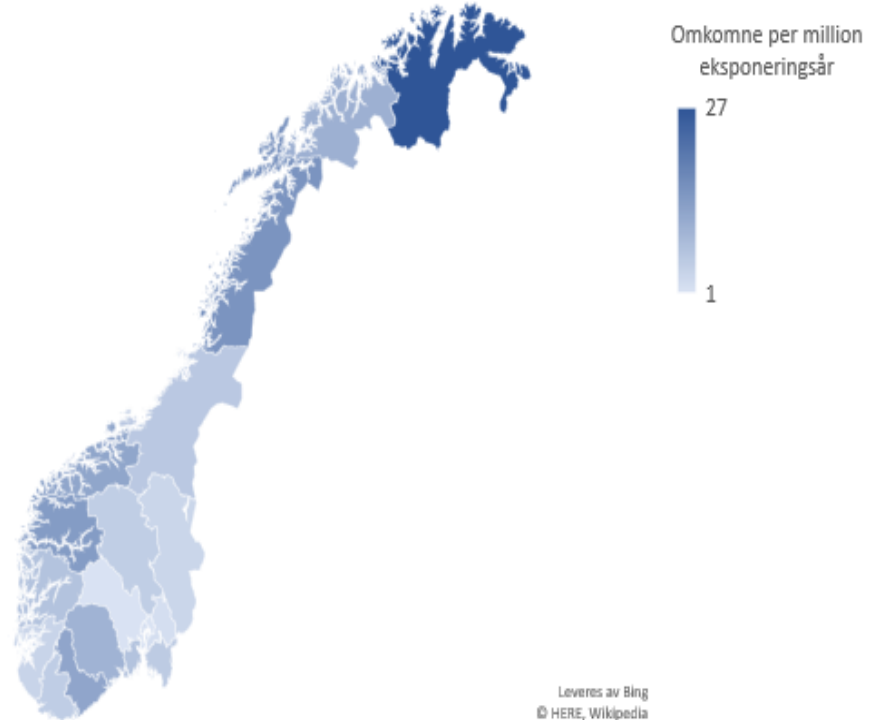 Omkomne per million
eksponeringsår
27
1
Leveres av Bing
© HERE, Wikipedia